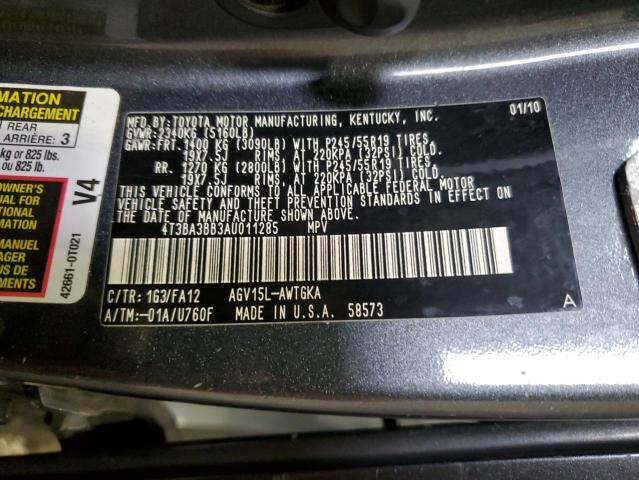 MATION
CHARGEMENT
REAR
ARRIÈRE: 3
kg or 825 lbs.
ou 825 lb.
OWNER'S
UAL FOR
ITIONAL
MATION
MANUEL
AGER
PLUS
MENTS
V4
42661-0T021
MFD. BY: TOYOTA MOTOR MANUFACTURING, KENTUCKY, INC. 01/10
GVWR: 2340KG (5160LB)
GAWR: FRT. 1400 KG (3090LB) WITH P245/55R19 TIRES,
19X7.5J RIMS AT 220KPA (32PSI) COLD.
RR. 1270 KG (2800LB) WITH P245/55R19 TIRES,
19X7.5J RIMS AT 220KPA (32PSI) COLD.
THIS VEHICLE CONFORMS TO ALL APPLICABLE FEDERAL MOTOR
VEHICLE SAFETY AND THEFT PREVENTION STANDARDS IN EFFECT ON
THE DATE OF MANUFACTURE SHOWN ABOVE.
4T3BA3BB3AU011285 MPV
C/TR: 1G3/FA12 AGV15L-AWTGKA
A/TM:-01A/U760F MADE IN U.S.A. 58573 A